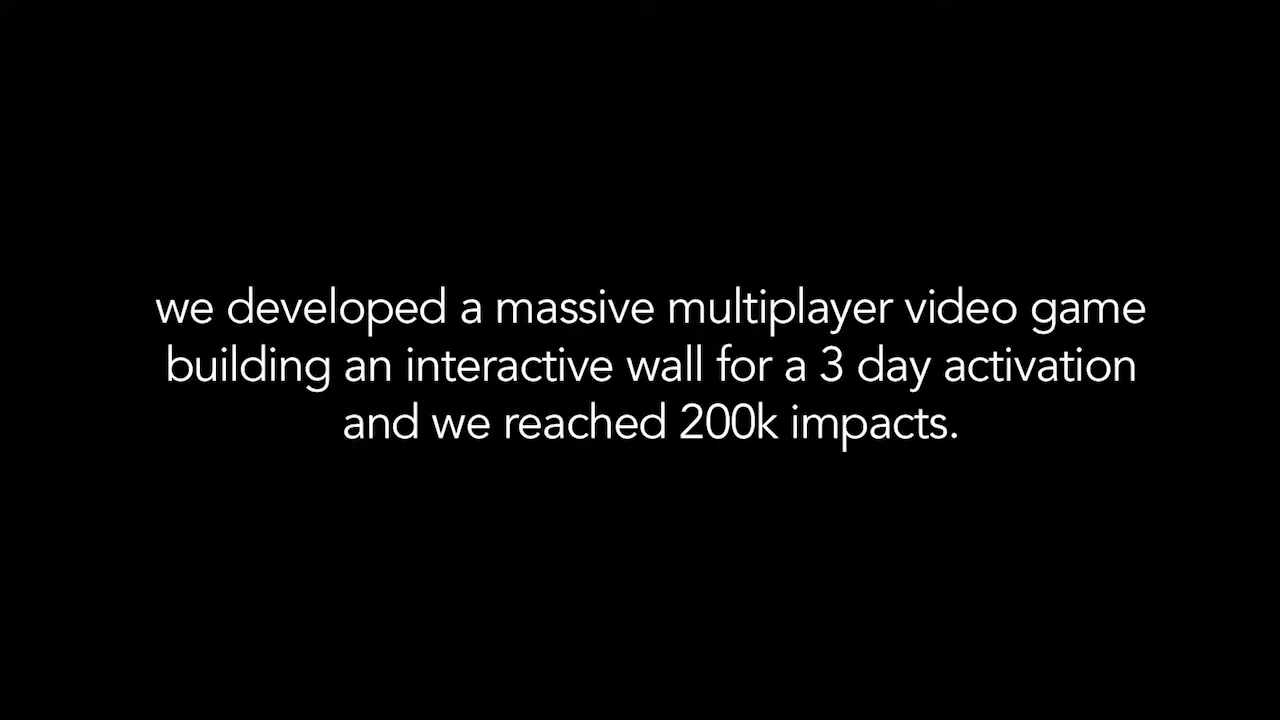 we developed a massive multiplayer video game
building an interactive wall for a 3 day activation
and we reached 200k impacts.